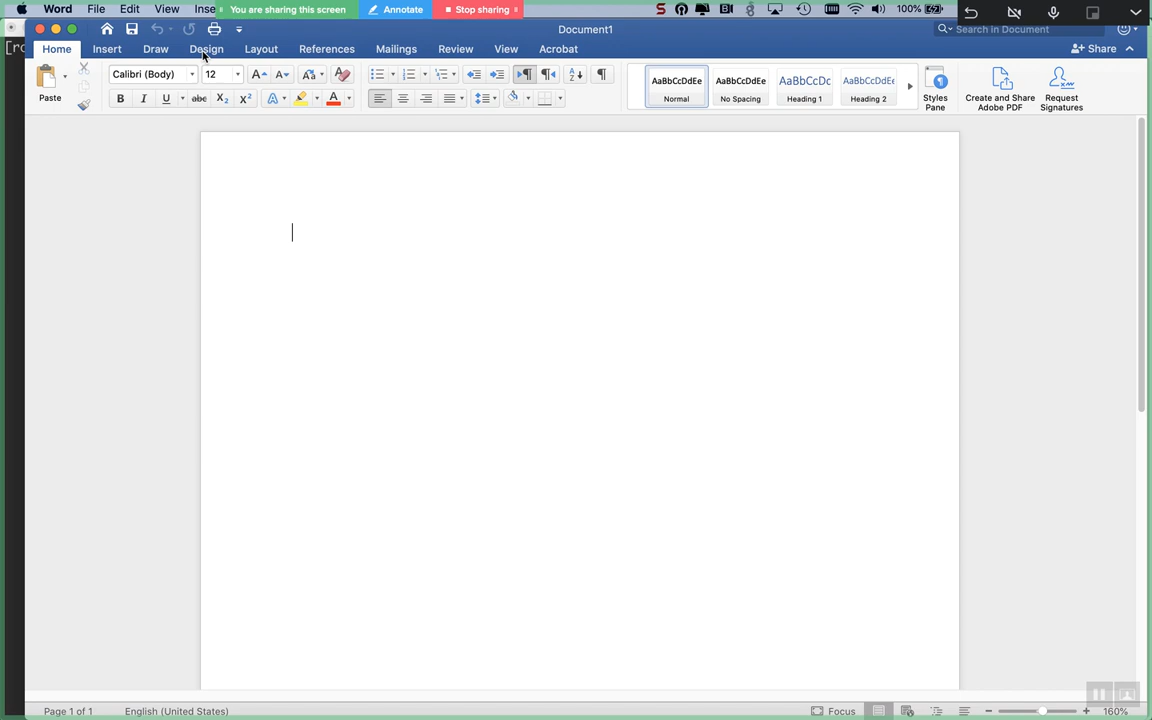 Word File Edit View Inse You are sharing this screen Annotate Stop sharing 100%
Document1
Search in Document
Home Insert Draw Design Layout References Mailings Review View Acrobat Share
Paste
Calibri (Body) 12
B I U abc X2 X2 A A
AaBbCcDdEe AaBbCcDdEe AaBbCcDc AaBbCcDdEe
Normal No Spacing Heading 1 Heading 2
Styles Pane
Create and Share Adobe PDF
Request Signatures
Page 1 of 1 English (United States) Focus 160%